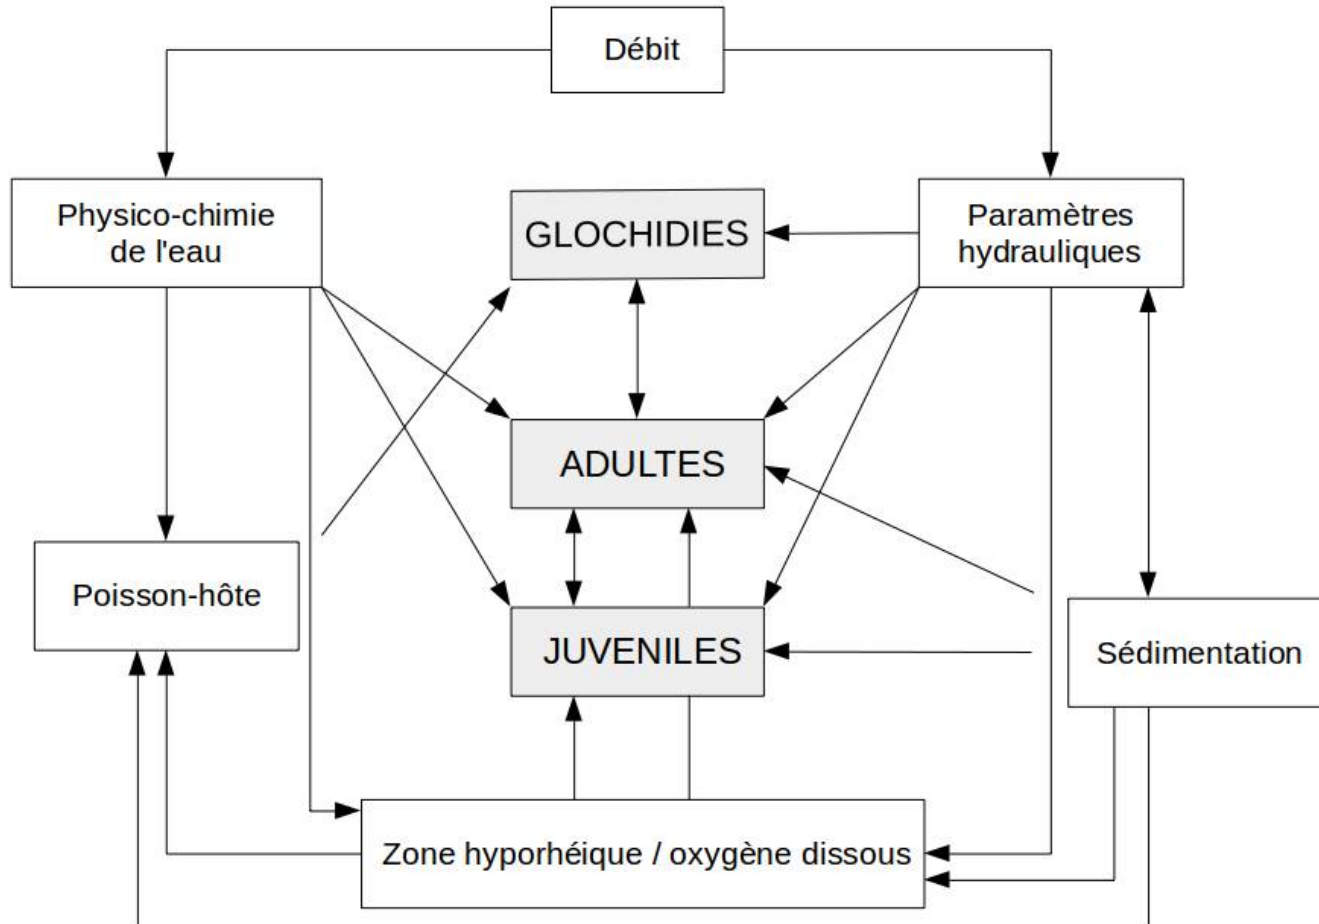 Débit
Physico-chimie
de l'eau
GLOCHIDIES
Paramètres
hydrauliques
ADULTES
Poisson-hôte
JUVENILES
Sédimentation
Zone hyporhéique / oxygène dissous